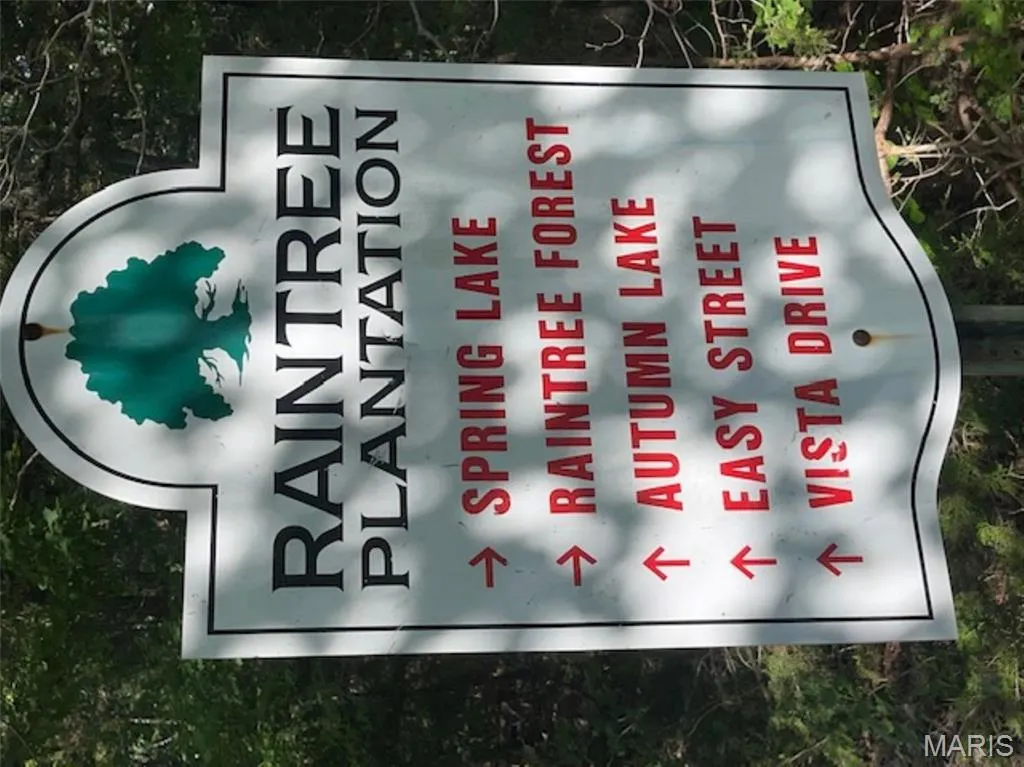 RAINTREE
PLANTATION
SPRING LAKE
RAINTREE FOREST
AUTUMN LAKE
EASY STREET
VISTA DRIVE
MARIS